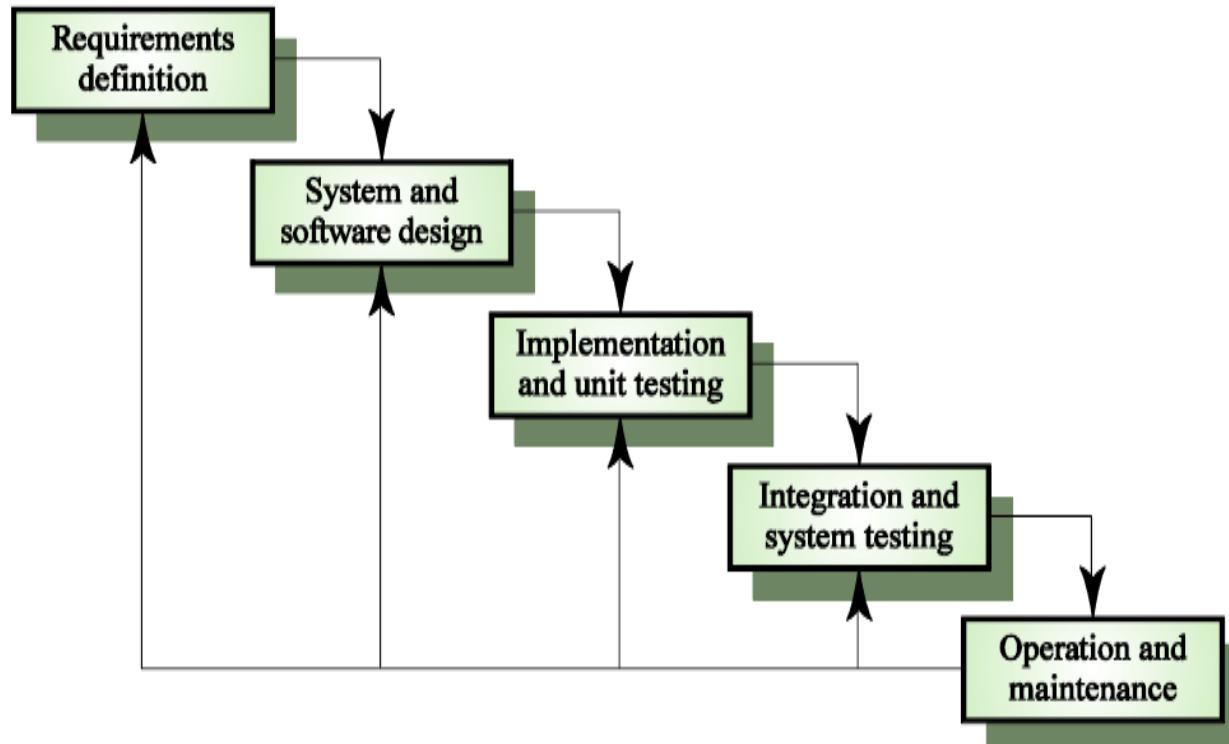 Requirements
definition
System and
software design
Implementation
and unit testing
Integration and
system testing
Operation and
maintenance